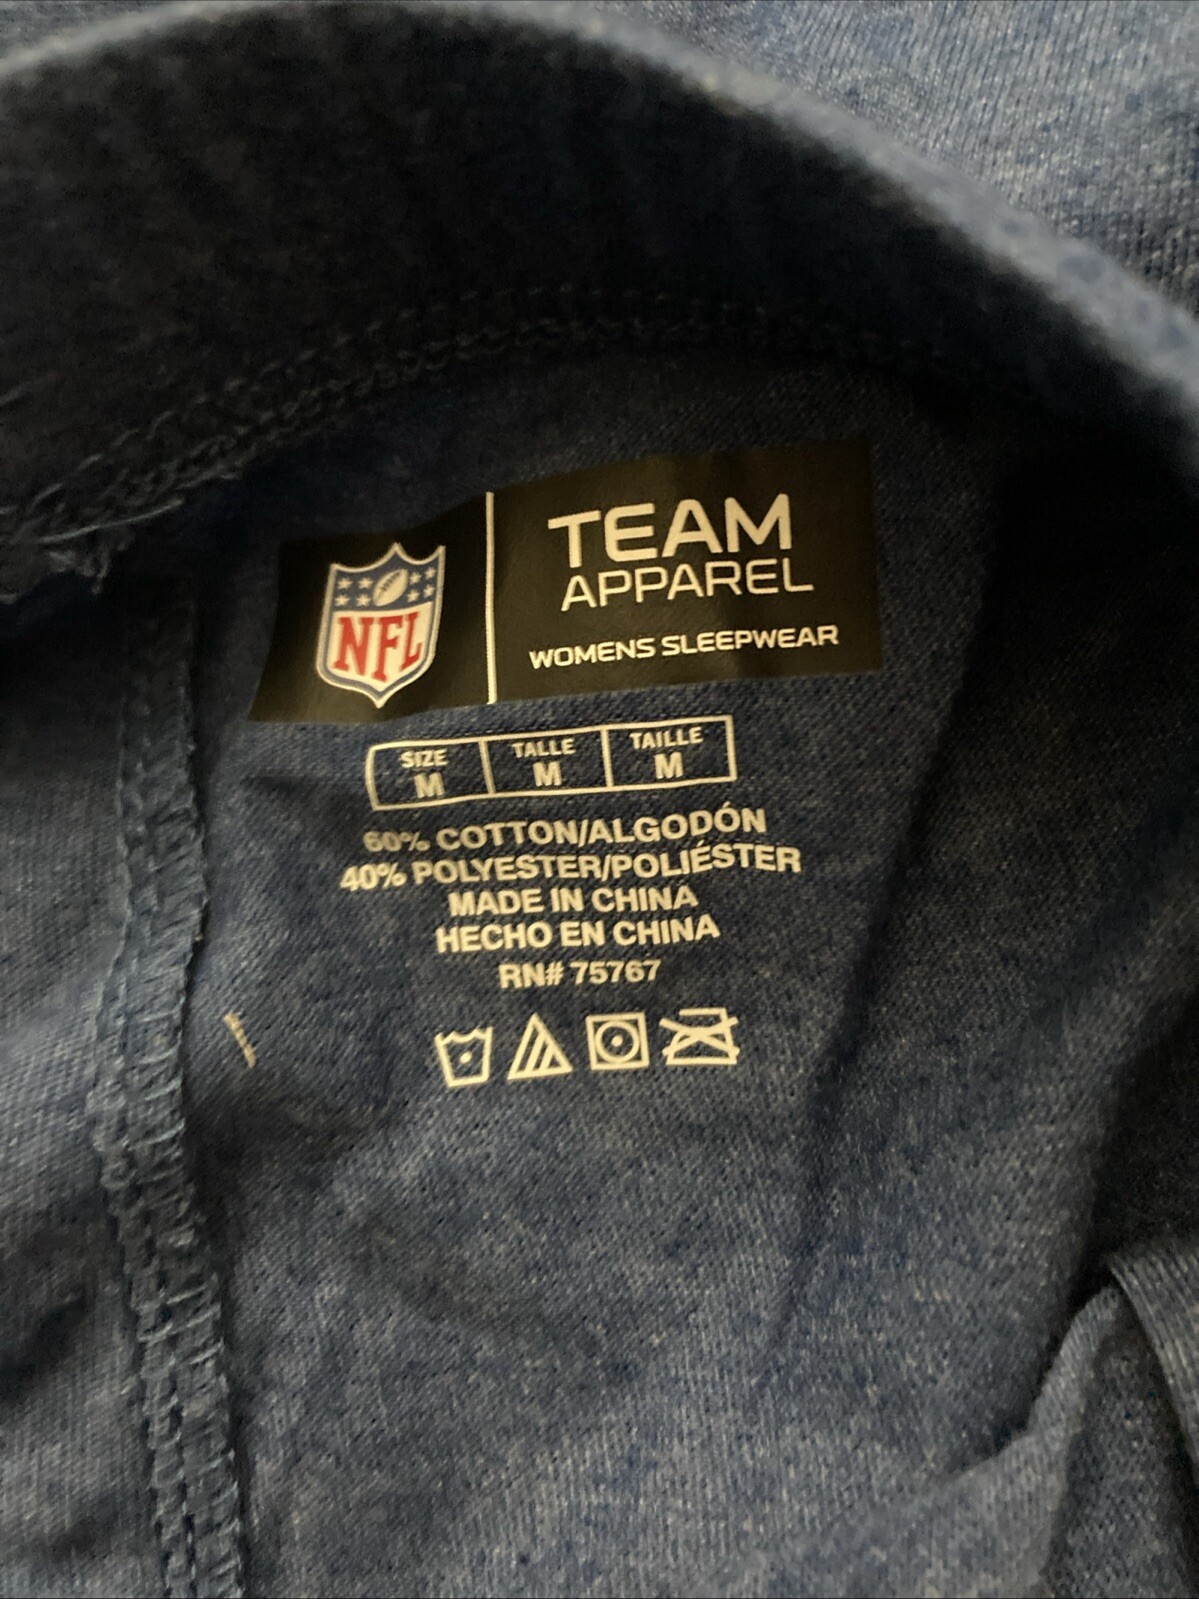 NFL
TEAM
APPAREL
WOMENS SLEEPWEAR
SIZE TALLE TAILLE
M M M
60% COTTON/ALGODÓN
40% POLYESTER/POLIÉSTER
MADE IN CHINA
HECHO EN CHINA
RN# 75767